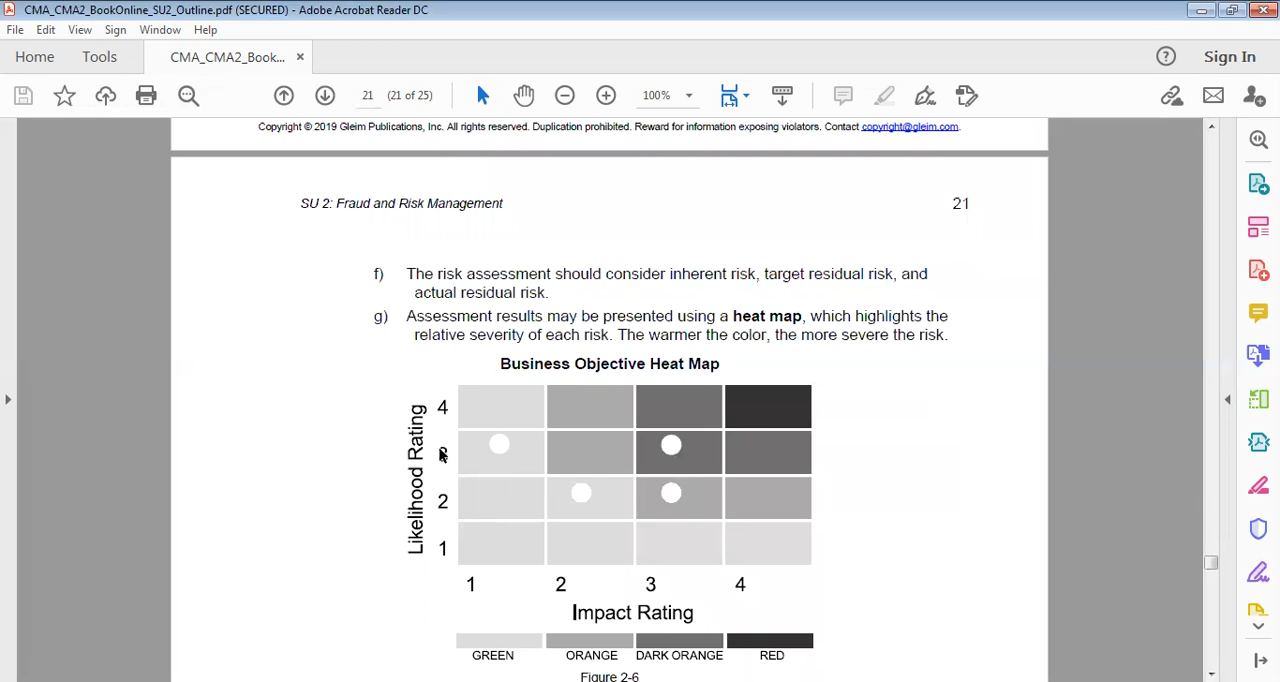 CMA_CMA2_BookOnline_SU2_Outline.pdf (SECURED) - Adobe Acrobat Reader DC
File Edit View Sign Window Help
Home Tools CMA_CMA2_Book... × Sign In
21 (21 of 25) 100%
Copyright © 2019 Gleim Publications, Inc. All rights reserved. Duplication prohibited. Reward for information exposing violators. Contact copyright@gleim.com.
SU 2: Fraud and Risk Management 21
f) The risk assessment should consider inherent risk, target residual risk, and
actual residual risk.
g) Assessment results may be presented using a heat map, which highlights the
relative severity of each risk. The warmer the color, the more severe the risk.
Business Objective Heat Map
Likelihood Rating
4
2
1
1 2 3 4
Impact Rating
GREEN ORANGE DARK ORANGE RED
Figure 2-6